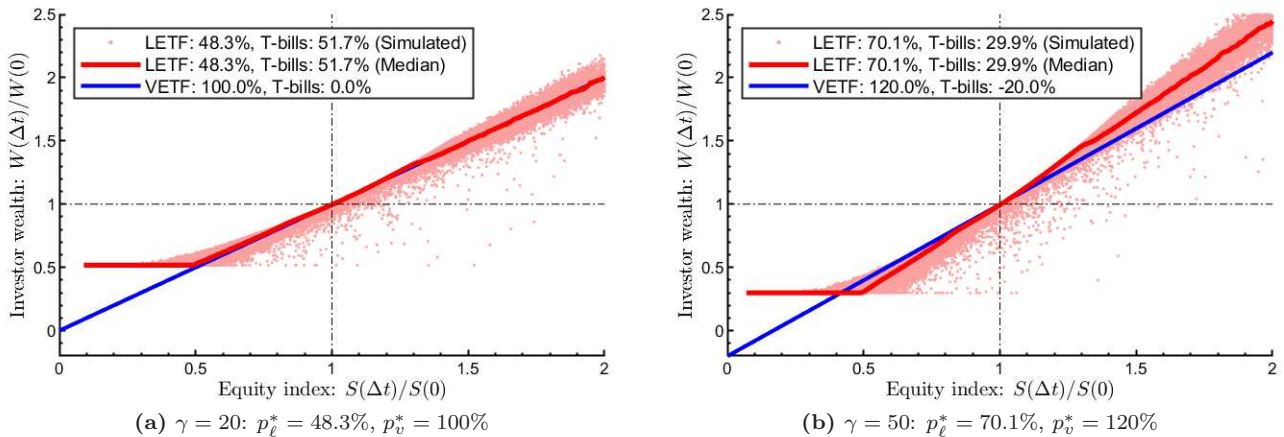 LETF: 48.3%, T-bills: 51.7% (Simulated)
LETF: 48.3%, T-bills: 51.7% (Median)
VETF: 100.0%, T-bills: 0.0%
2.5
2
1.5
1
0.5
0
Investor wealth: W(Δt)/W(0)
0
0.5
1
1.5
2
Equity index: S(Δt)/S(0)
(a) γ = 20: p*ℓ = 48.3%, p*v = 100%
LETF: 70.1%, T-bills: 29.9% (Simulated)
LETF: 70.1%, T-bills: 29.9% (Median)
VETF: 120.0%, T-bills: -20.0%
2.5
2
1.5
1
0.5
0
Investor wealth: W(Δt)/W(0)
0
0.5
1
1.5
2
Equity index: S(Δt)/S(0)
(b) γ = 50: p*ℓ = 70.1%, p*v = 120%